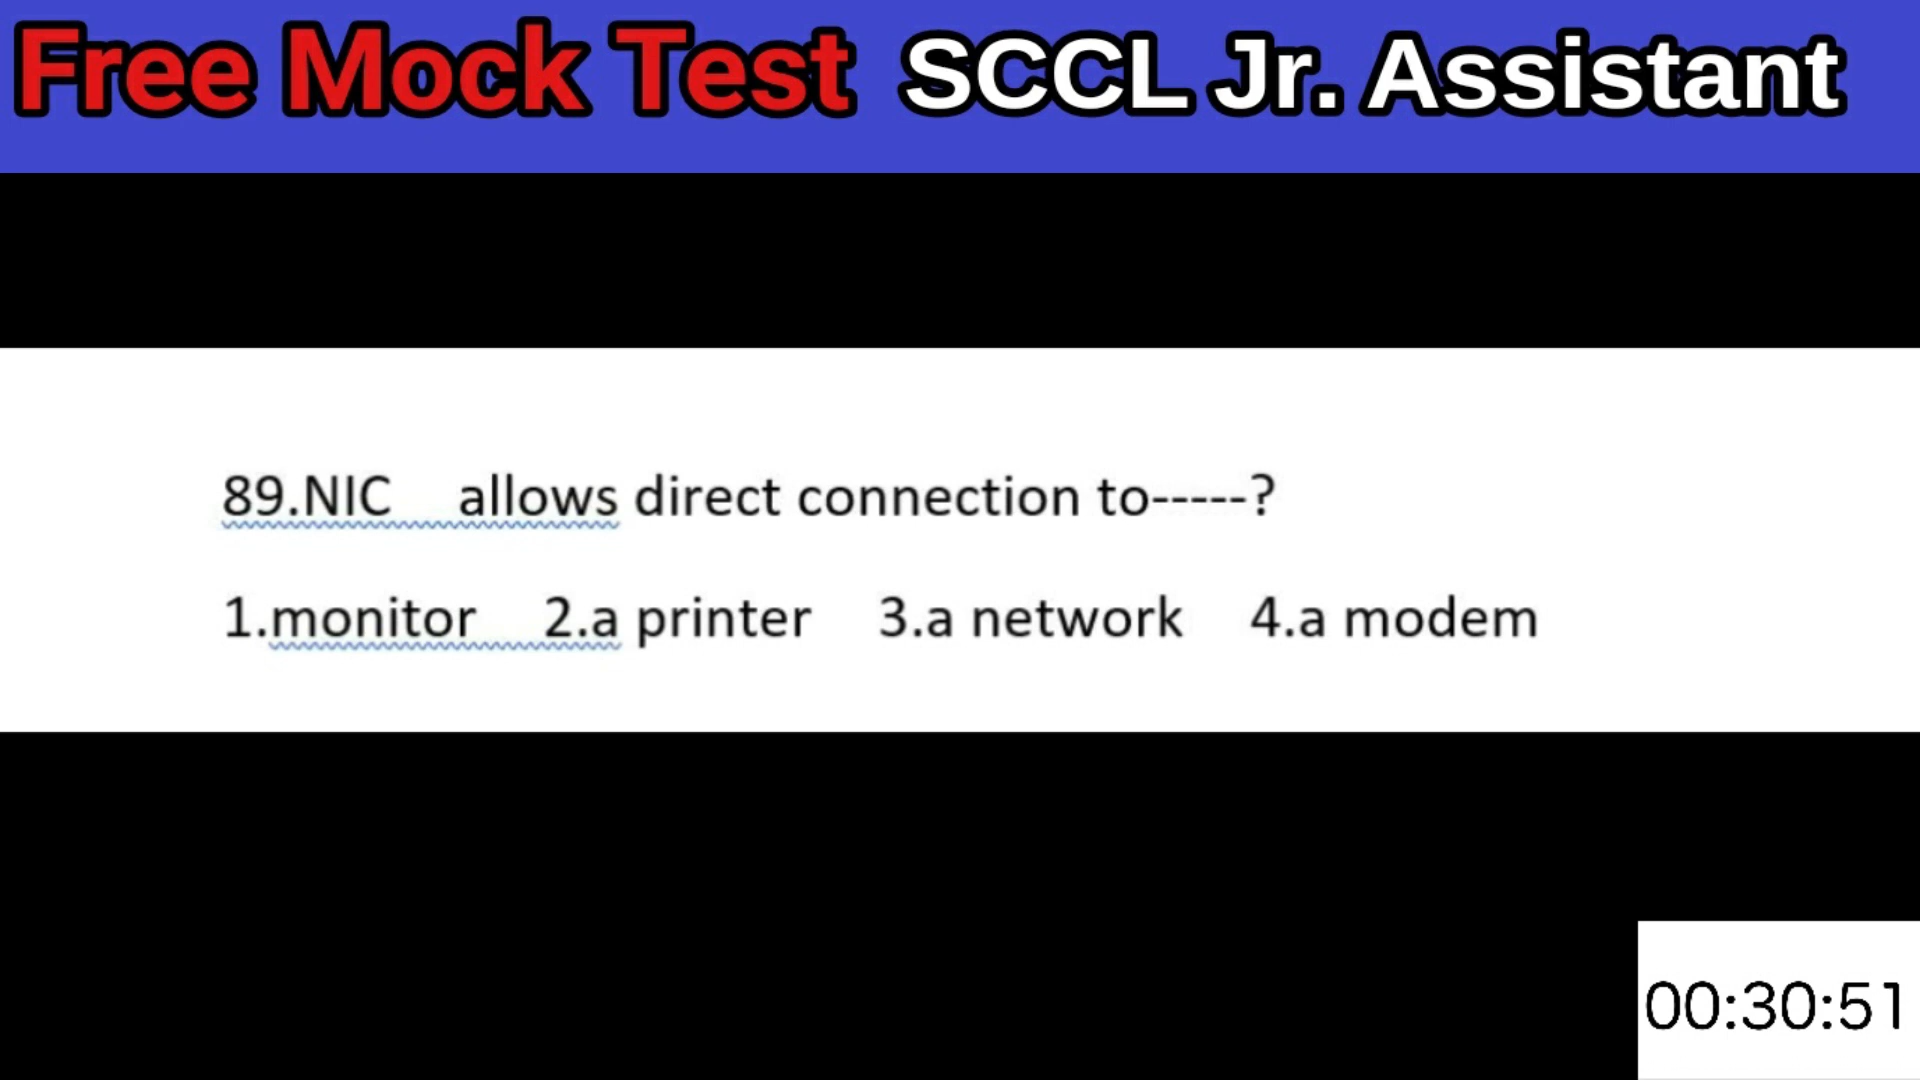 Free Mock Test SCCL Jr. Assistant
89.NIC allows direct connection to-----?
1.monitor 2.a printer 3.a network 4.a modem
00:30:51